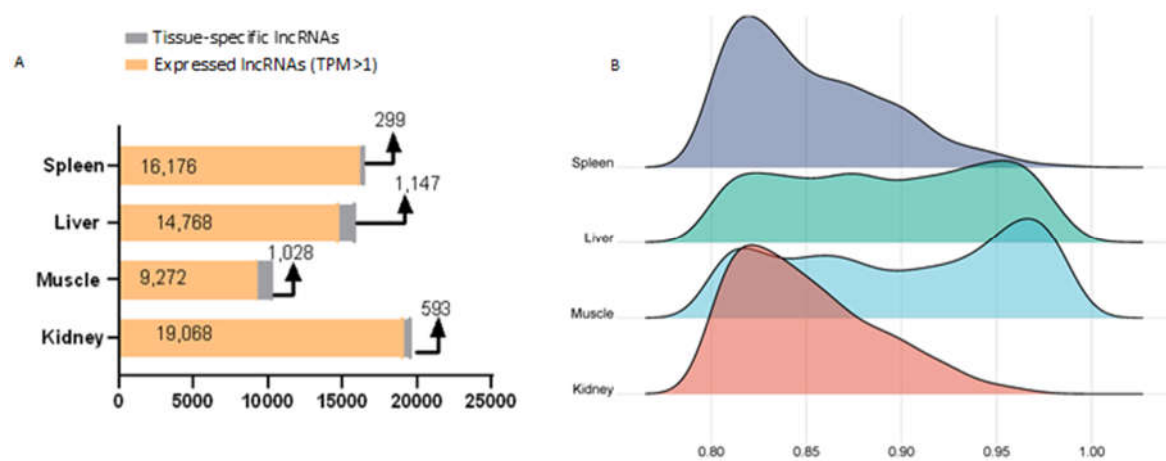 A
Tissue-specific lncRNAs
Expressed lncRNAs (TPM>1)
Spleen
16,176
299
Liver
14,768
1,147
Muscle
9,272
1,028
Kidney
19,068
593
0 5000 10000 15000 20000 25000
B
Spleen
Liver
Muscle
Kidney
0.80 0.85 0.90 0.95 1.00